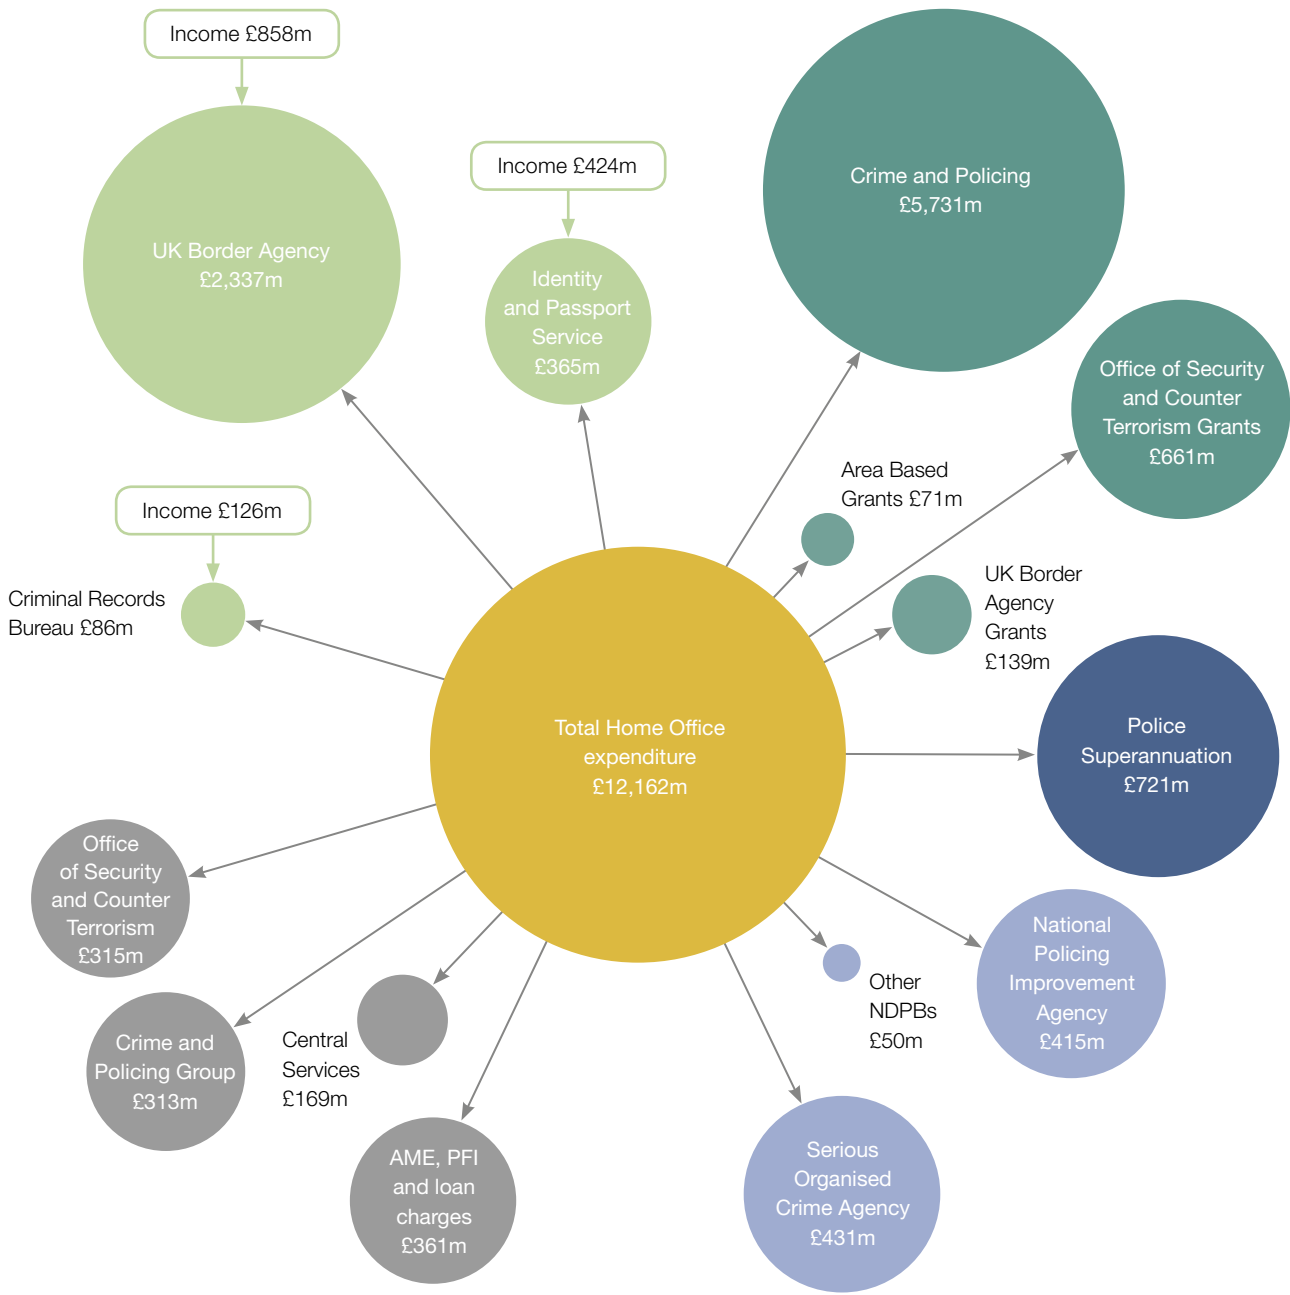 Income £858m
UK Border Agency
£2,337m
Income £424m
Identity
and Passport
Service
£365m
Crime and Policing
£5,731m
Office of Security
and Counter
Terrorism Grants
£661m
Area Based
Grants £71m
UK Border
Agency
Grants
£139m
Income £126m
Criminal Records
Bureau £86m
Total Home Office
expenditure
£12,162m
Police
Superannuation
£721m
Office
of Security
and Counter
Terrorism
£315m
Crime and
Policing Group
£313m
Central
Services
£169m
AME, PFI
and loan
charges
£361m
Serious
Organised
Crime Agency
£431m
Other
NDPBs
£50m
National
Policing
Improvement
Agency
£415m